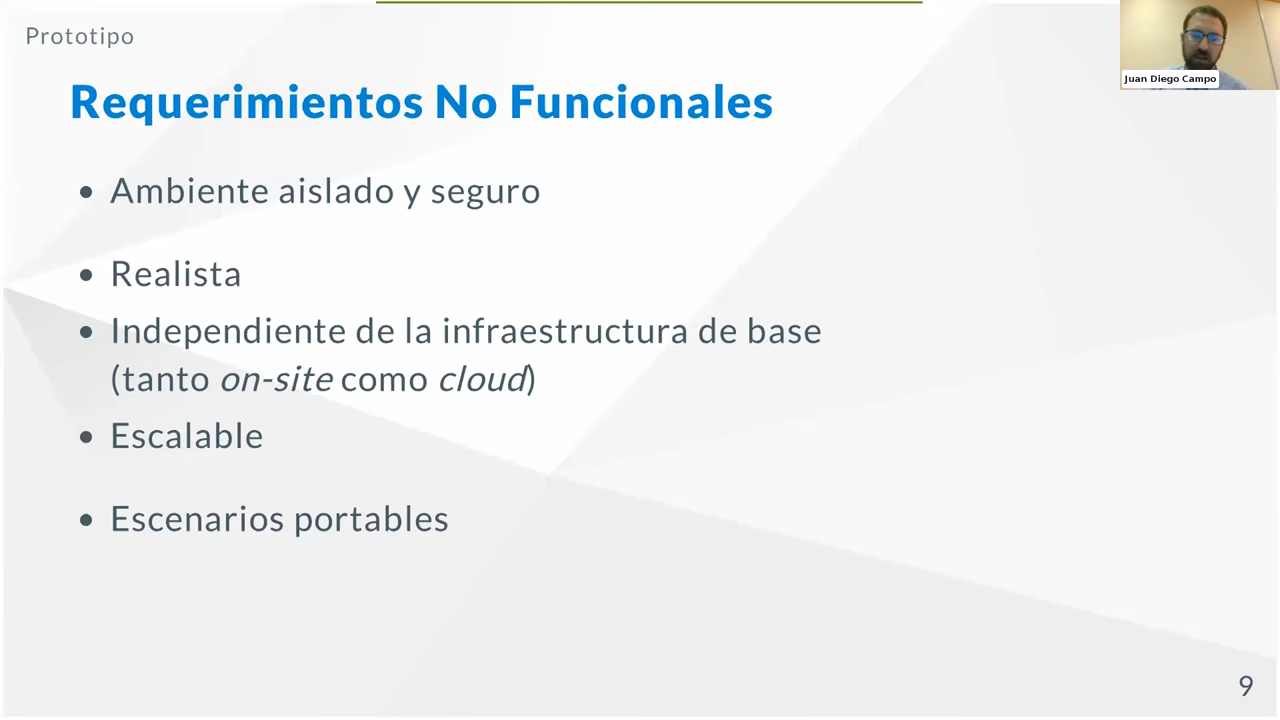 Prototipo
Juan Diego Campo
Requerimientos No Funcionales
• Ambiente aislado y seguro
• Realista
• Independiente de la infraestructura de base
(tanto on-site como cloud)
• Escalable
• Escenarios portables
9